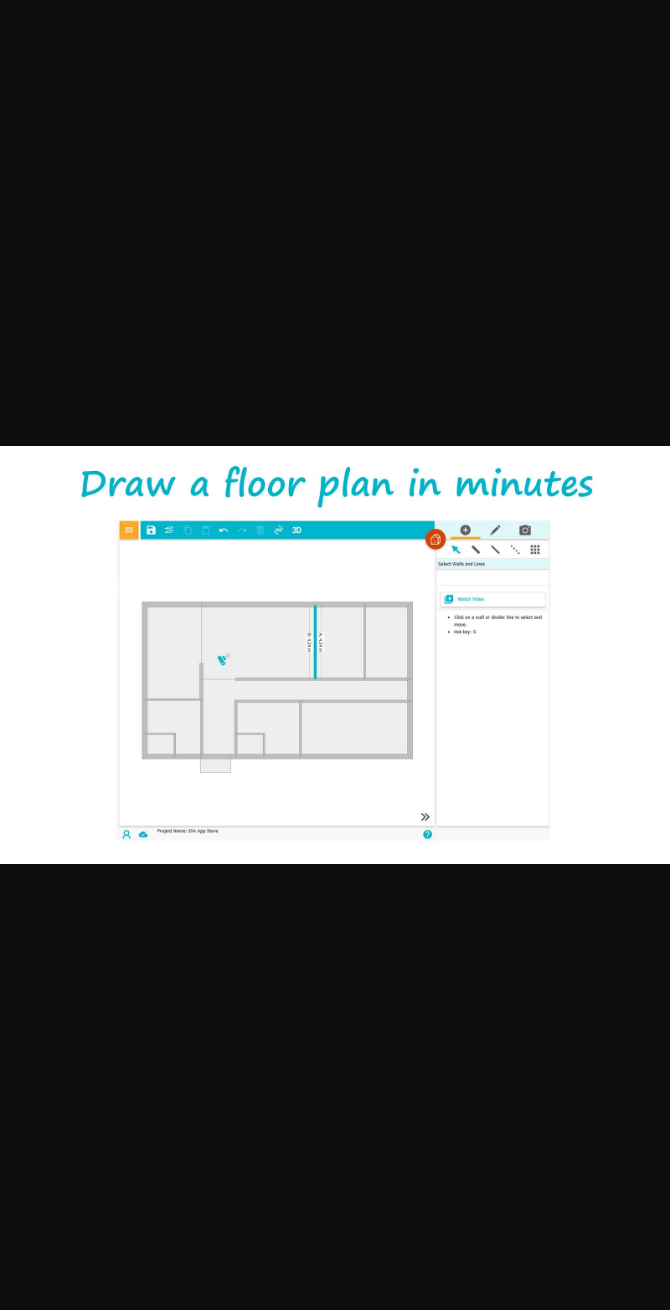 Draw a floor plan in minutes
3D
Select Walls and Lines
Watch Video
• Click on a wall or divider line to select and
move.
• Hot-key: S
Project Name: Elin App Store